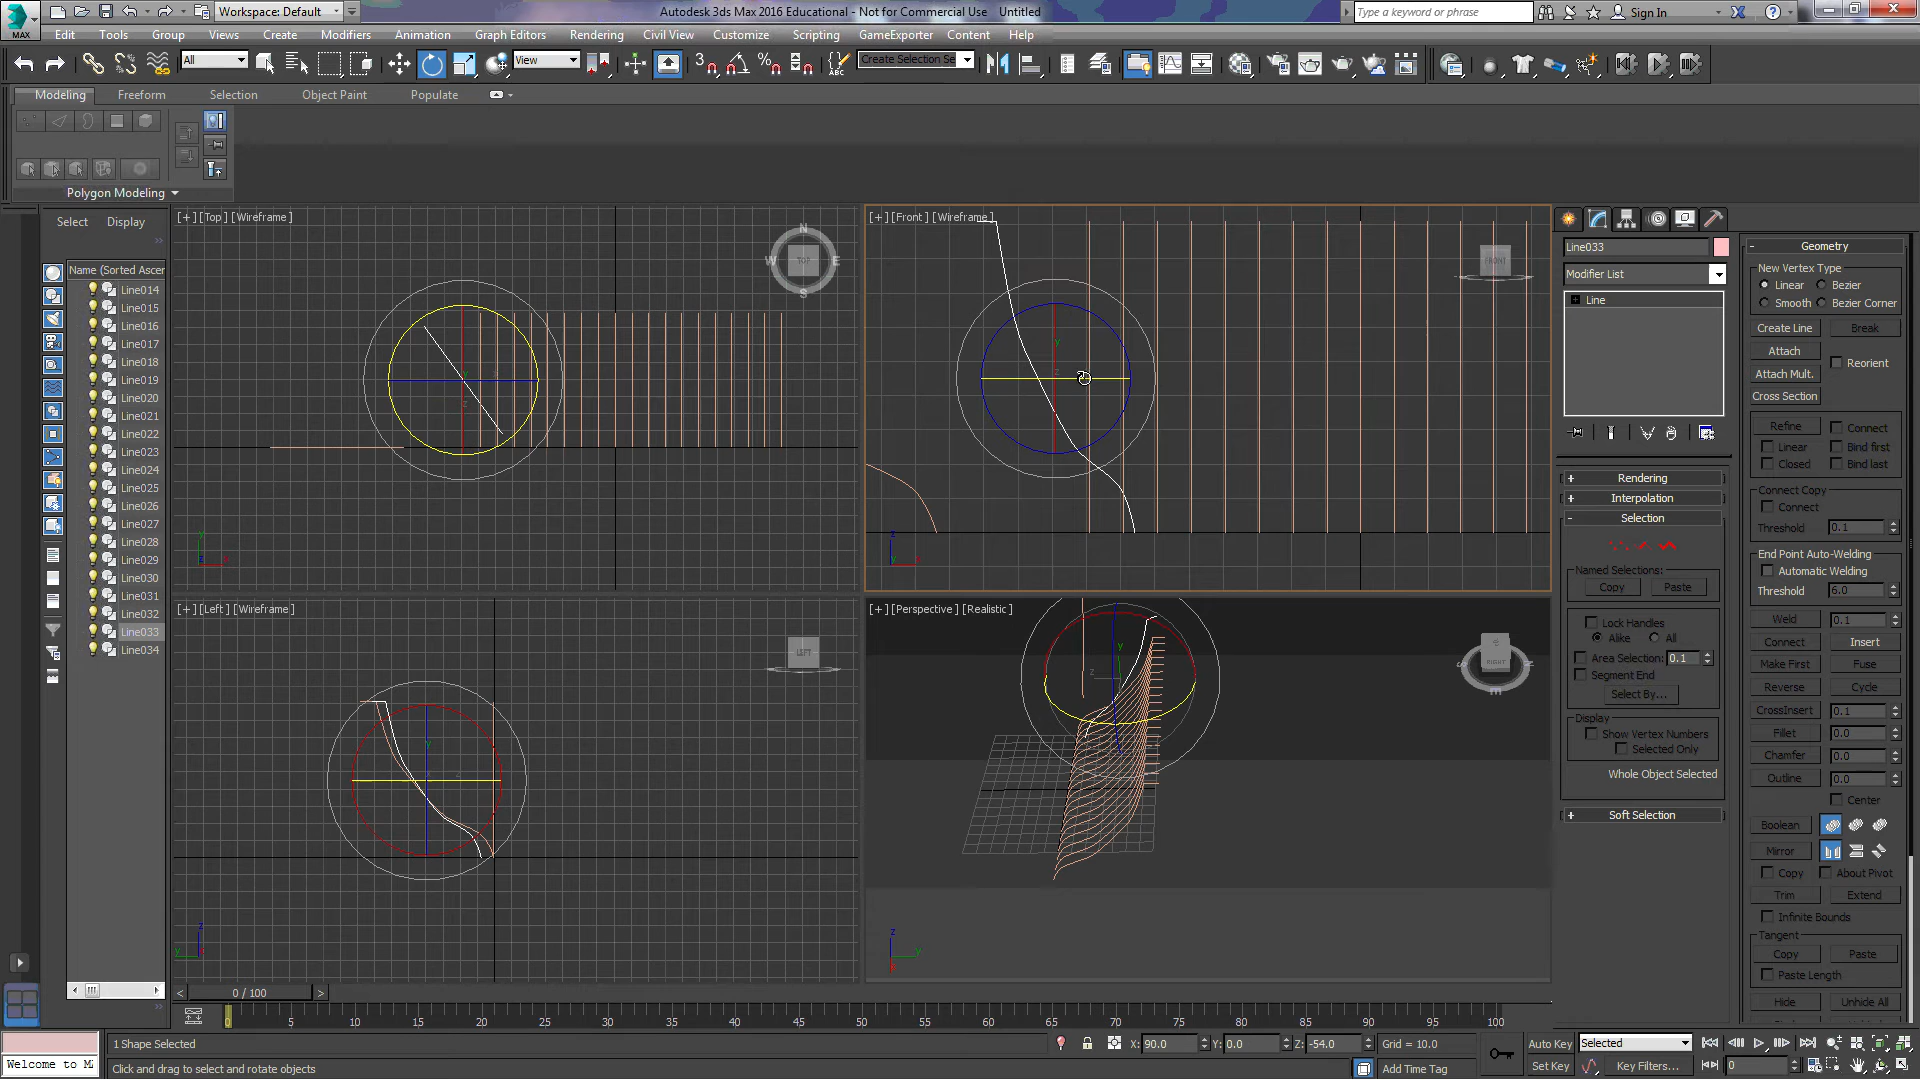 MAX
Workspace: Default
Autodesk 3ds Max 2016 Educational - Not for Commercial Use Untitled
Type a keyword or phrase
Sign In
Edit Tools Group Views Create Modifiers Animation Graph Editors Rendering Civil View Customize Scripting GameExporter Content Help
All
View
3
Create Selection Se
Modeling Freeform Selection Object Paint Populate
Polygon Modeling
Select Display
Name (Sorted Ascer
Line014
Line015
Line016
Line017
Line018
Line019
Line020
Line021
Line022
Line023
Line024
Line025
Line026
Line027
Line028
Line029
Line030
Line031
Line032
Line033
Line034
[+] [Top] [Wireframe]
N
W TOP E
S
[+] [Front] [Wireframe]
FRONT
[+] [Left] [Wireframe]
LEFT
[+] [Perspective] [Realistic]
RIGHT
Line033
Modifier List
Line
+ Rendering
+ Interpolation
- Selection
Named Selections:
Copy Paste
Lock Handles
Alike All
Area Selection: 0.1
Segment End
Select By...
Display
Show Vertex Numbers
Selected Only
Whole Object Selected
+ Soft Selection
- Geometry
New Vertex Type
Linear Bezier
Smooth Bezier Corner
Create Line Break
Attach
Attach Mult. Reorient
Cross Section
Refine Connect
Linear Bind first
Closed Bind last
Connect Copy
Connect
Threshold 0.1
End Point Auto-Welding
Automatic Welding
Threshold 6.0
Weld 0.1
Connect Insert
Make First Fuse
Reverse Cycle
CrossInsert 0.1
Fillet 0.0
Chamfer 0.0
Outline 0.0
Center
Boolean
Mirror
Copy About Pivot
Trim Extend
Infinite Bounds
Tangent
Copy Paste
Paste Length
Hide Unhide All
< 0 / 100 >
0 5 10 15 20 25 30 35 40 45 50 55 60 65 70 75 80 85 90 95 100
1 Shape Selected
X: 90.0 Y: 0.0 Z: -54.0 Grid = 10.0
Auto Key Selected
Welcome to M
Click and drag to select and rotate objects
Add Time Tag
Set Key Key Filters... 0